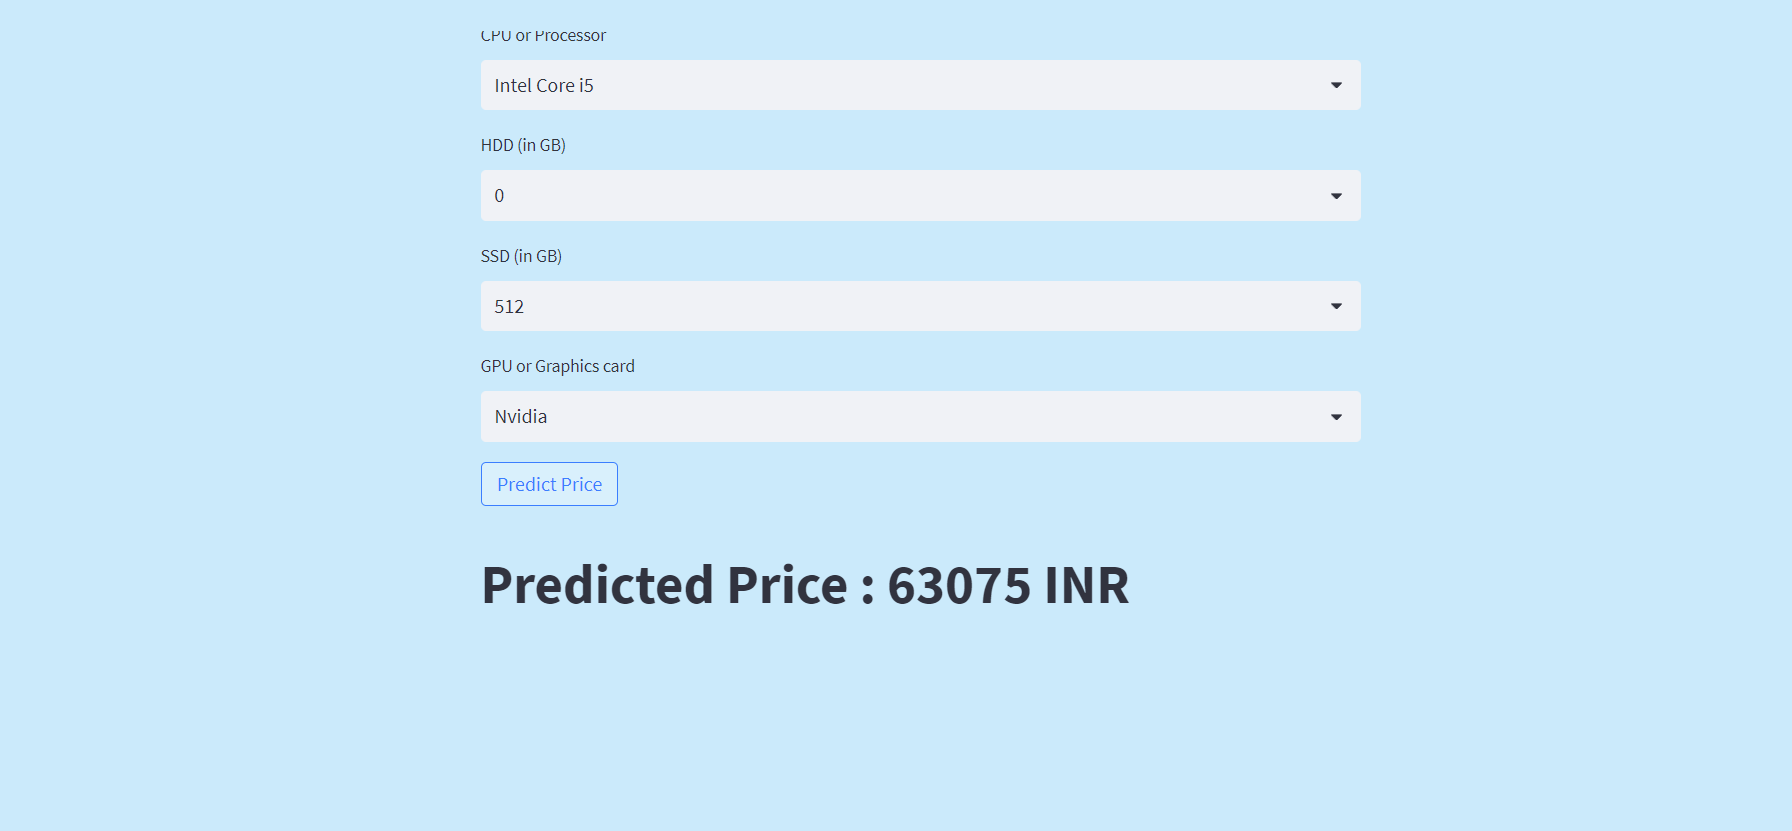 CPU or Processor
Intel Core i5
HDD (in GB)
0
SSD (in GB)
512
GPU or Graphics card
Nvidia
Predict Price
Predicted Price : 63075 INR